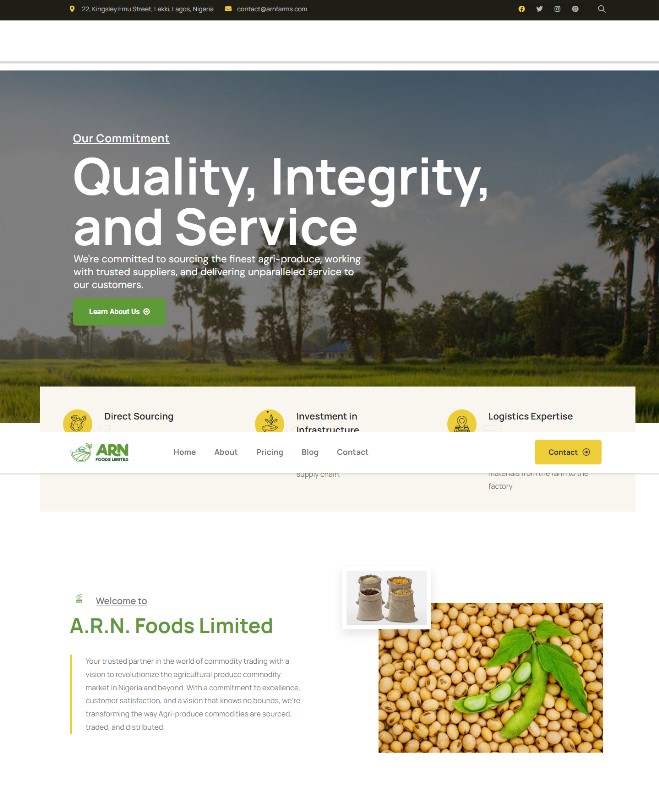 22, Kingsley Emu Street, Lekki, Lagos, Nigeria
contact@arnfarms.com
Our Commitment
Quality, Integrity,
and Service
We're committed to sourcing the finest agri-produce, working
with trusted suppliers, and delivering unparalleled service to
our customers.
Learn About Us
Direct Sourcing
Investment in
Infrastructure
Logistics Expertise
ARN
FOODS LIMITED
Home
About
Pricing
Blog
Contact
Contact
supply chain.
materials from the farm to the
factory
Welcome to
A.R.N. Foods Limited
Your trusted partner in the world of commodity trading with a
vision to revolutionize the agricultural produce commodity
market in Nigeria and beyond. With a commitment to excellence,
customer satisfaction, and a vision that knows no bounds, we're
transforming the way Agri-produce commodities are sourced,
traded, and distributed.